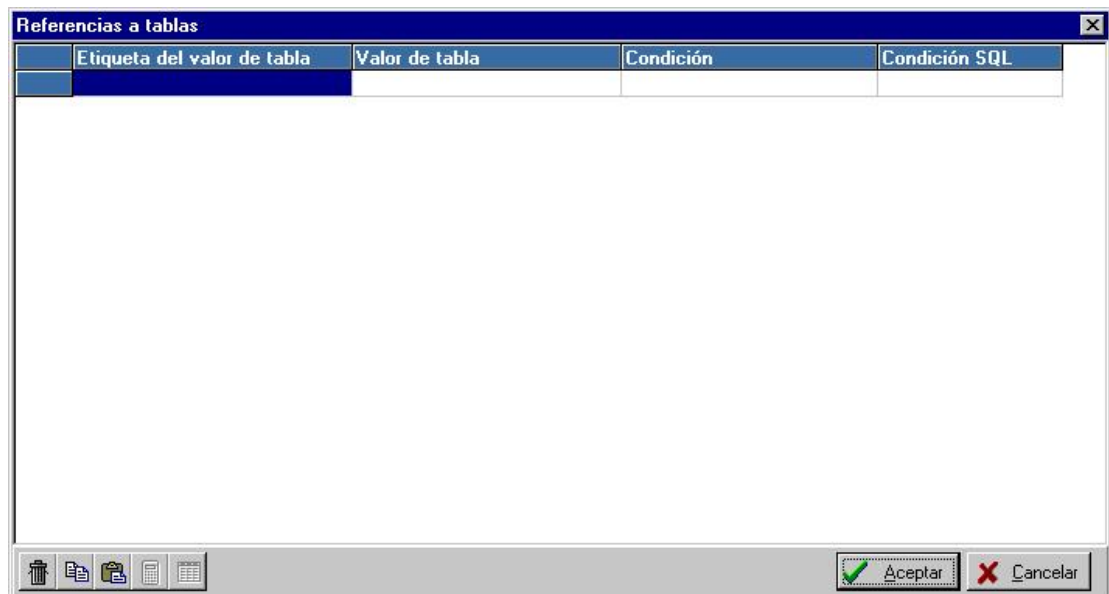 Referencias a tablas
Etiqueta del valor de tabla Valor de tabla Condición Condición SQL
Aceptar Cancelar